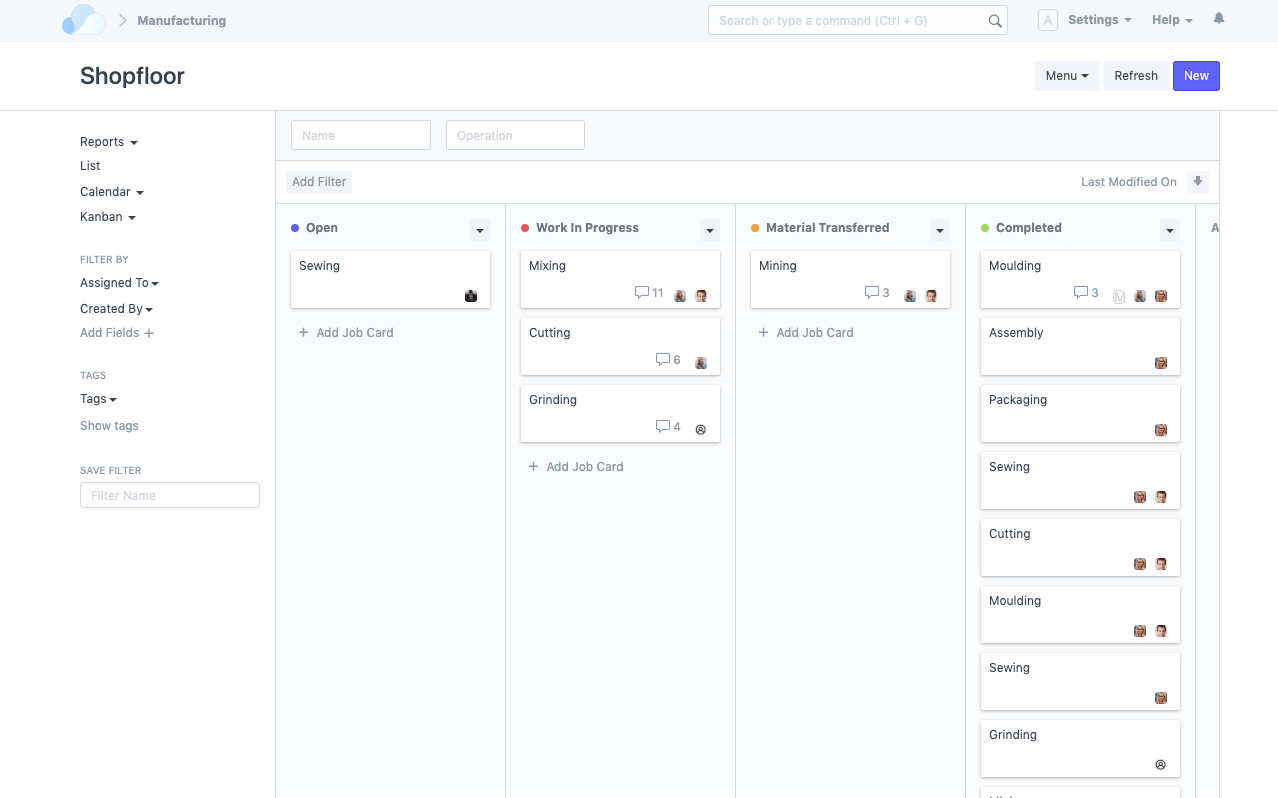 Manufacturing
Search or type a command (Ctrl + G)
A
Settings
Help
Shopfloor
Menu
Refresh
New
Reports
List
Calendar
Kanban
FILTER BY
Assigned To
Created By
Add Fields
TAGS
Tags
Show tags
SAVE FILTER
Filter Name
Name
Operation
Add Filter
Last Modified On
Open
Sewing
Add Job Card
Work In Progress
Mixing
11
Cutting
6
Grinding
4
Add Job Card
Material Transferred
Mining
3
Add Job Card
Completed
Moulding
3
M
Assembly
Packaging
Sewing
Cutting
Moulding
Sewing
Grinding
A